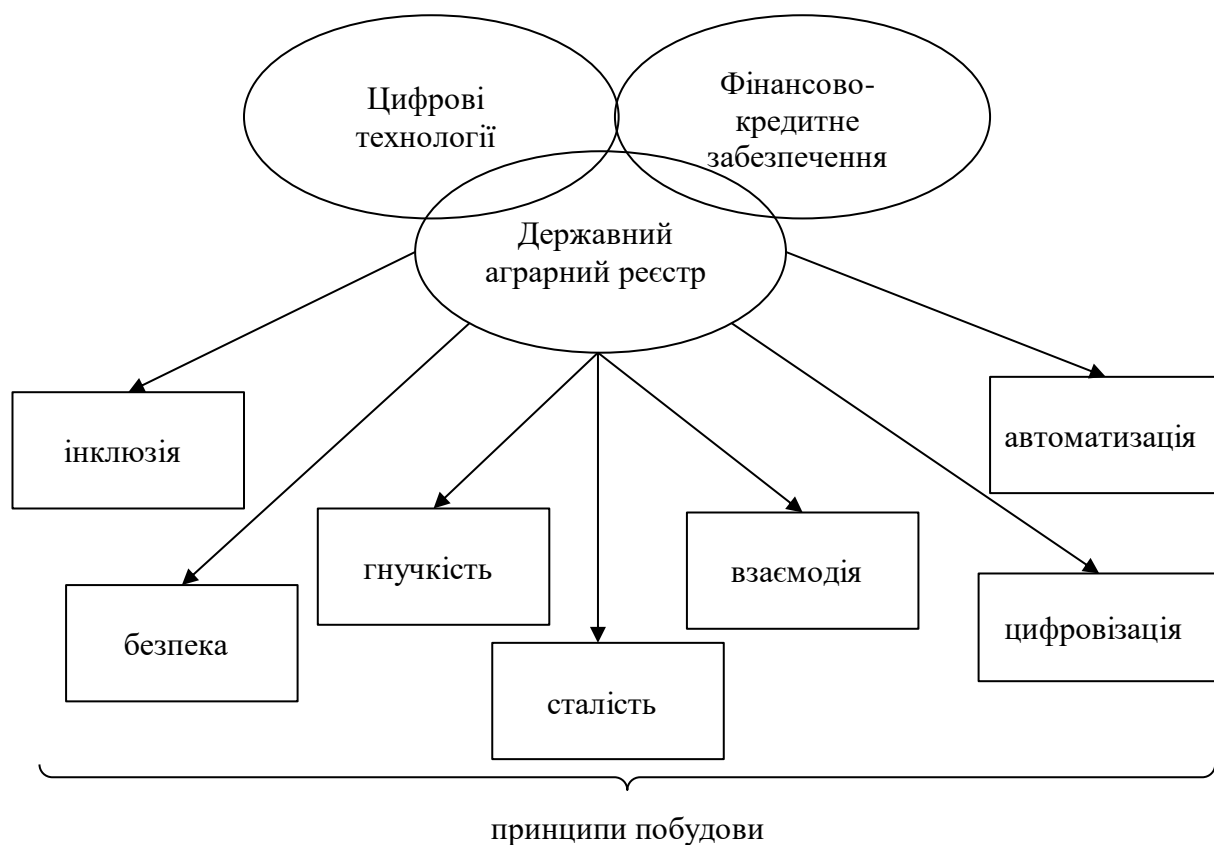 Цифрові
технології
Фінансово-
кредитне
забезпечення
Державний
аграрний реєстр
інклюзія
автоматизація
гнучкість
взаємодія
безпека
цифровізація
сталість
принципи побудови